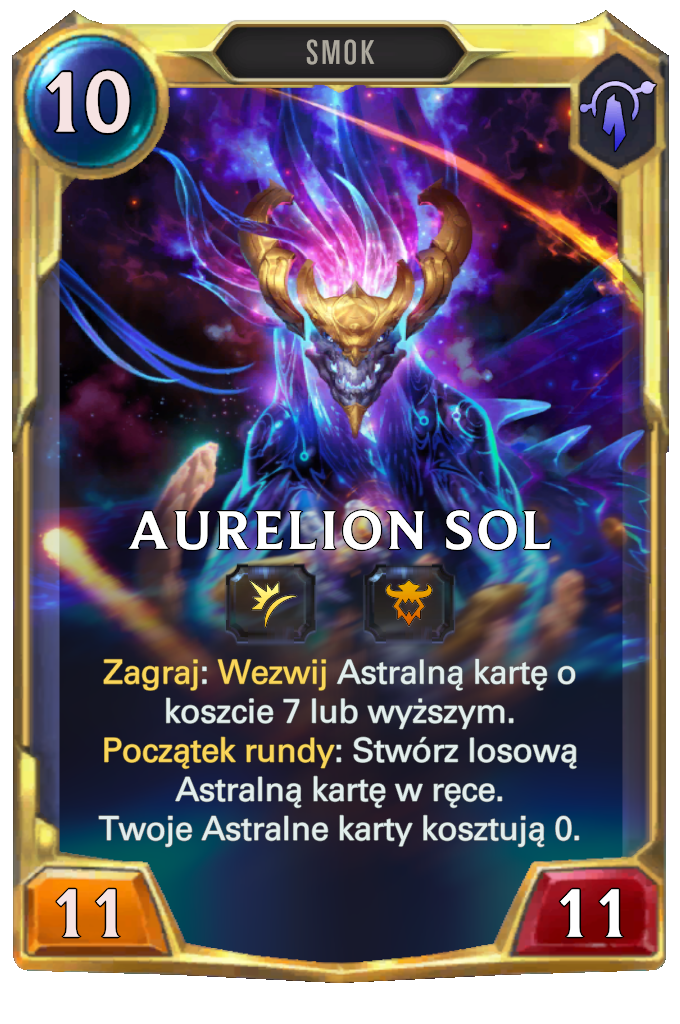 SMOK
10
AURELION SOL
Zagraj: Wezwij Astralną kartę o
koszcie 7 lub wyższym.
Początek rundy: Stwórz losową
Astralną kartę w ręce.
Twoje Astralne karty kosztują 0.
11
11